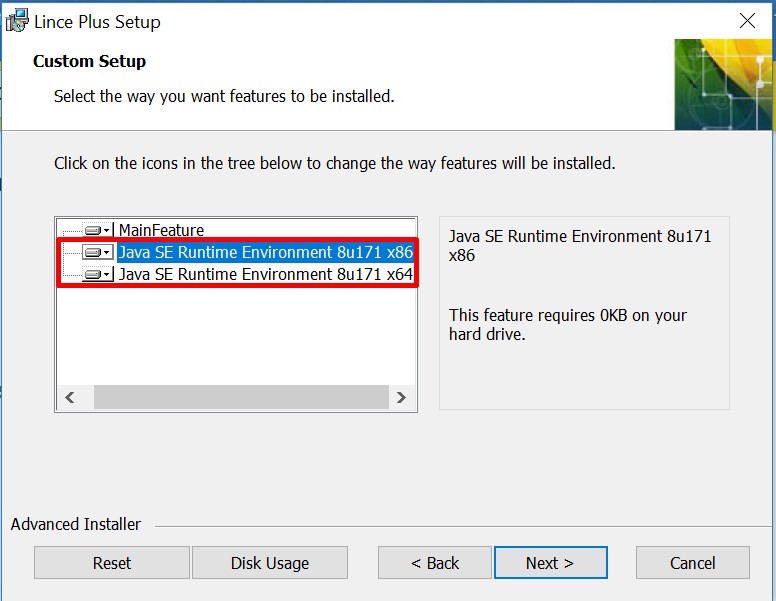 Lince Plus Setup
Custom Setup
Select the way you want features to be installed.
Click on the icons in the tree below to change the way features will be installed.
MainFeature
Java SE Runtime Environment 8u171 x86
Java SE Runtime Environment 8u171 x64
Java SE Runtime Environment 8u171
x86
This feature requires 0KB on your
hard drive.
Advanced Installer
Reset
Disk Usage
< Back
Next >
Cancel